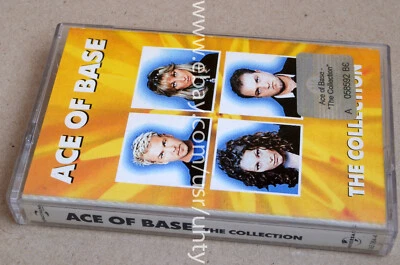 ACE OF BASE
Ace of Base -
"The Collection"
A 058592 B6
THE COLLECTION
www.ebay.com/usr/unty
ACE OF BASE THE COLLECTION